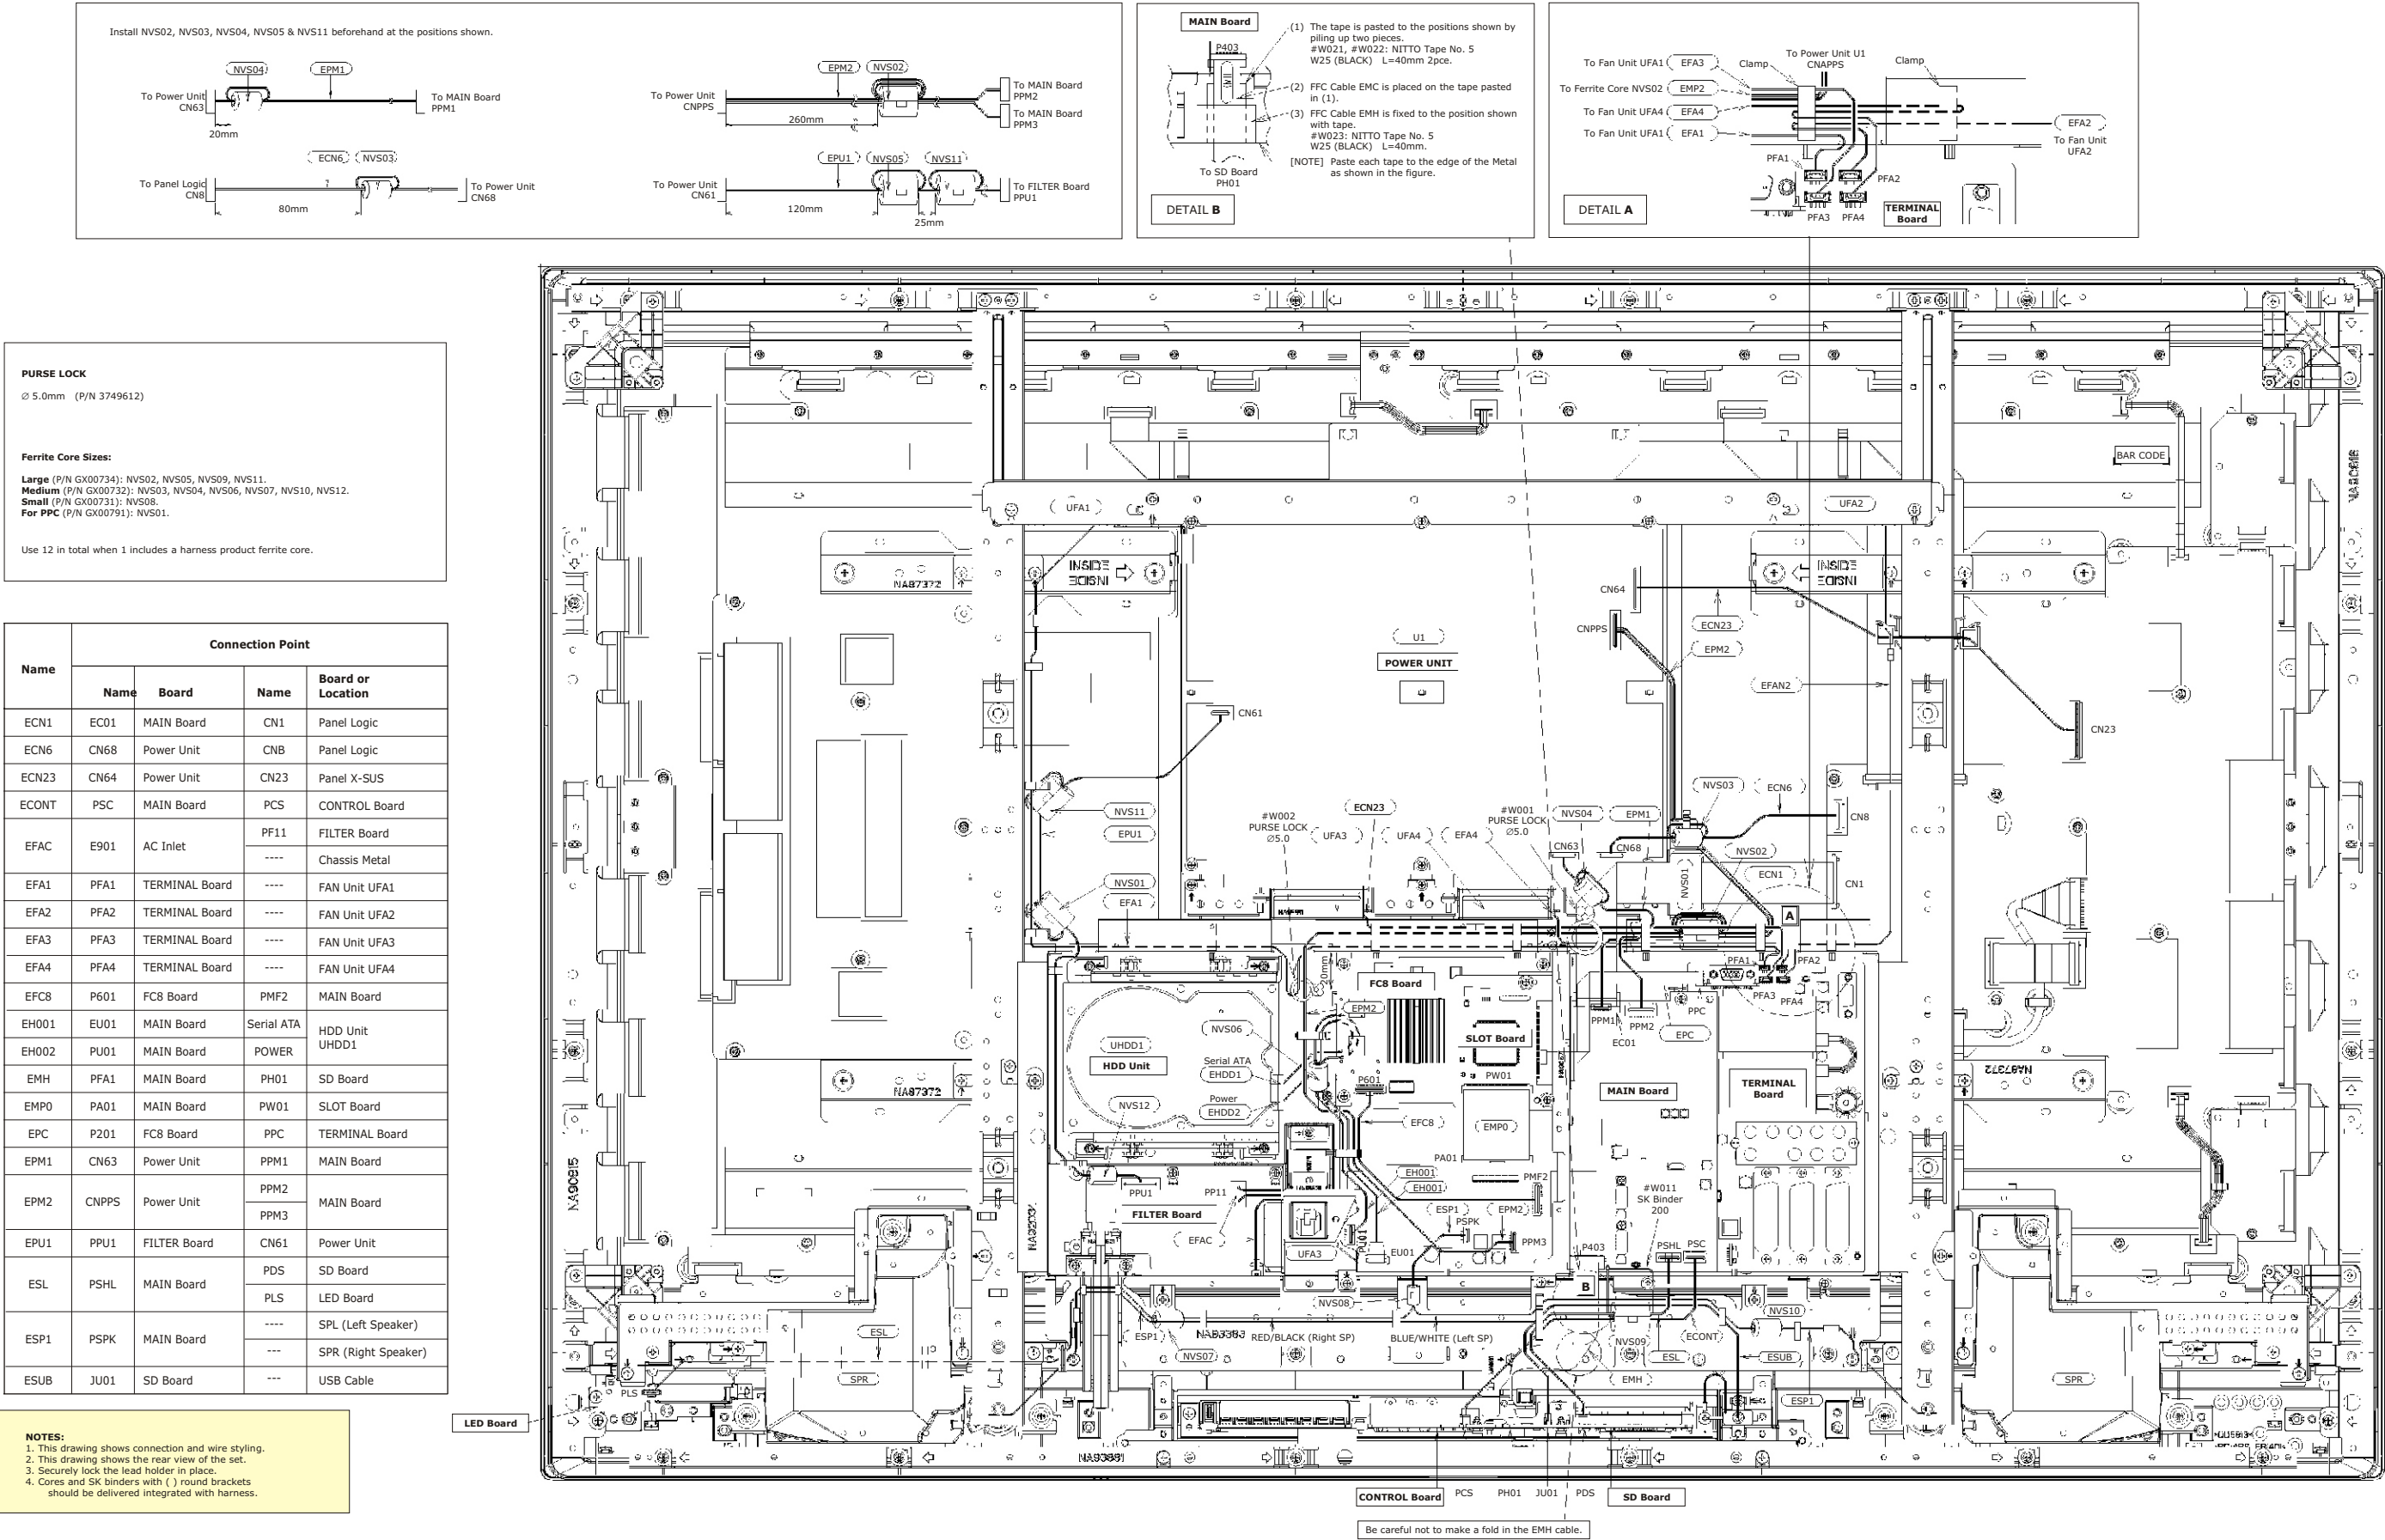 Install NVS02, NVS03, NVS04, NVS05 & NVS11 beforehand at the positions shown.
NVS04
EPM1
To Power Unit
CN63
To MAIN Board
PPM1
20mm
EPM2
NVS02
To Power Unit
CNPPS
To MAIN Board
PPM2
To MAIN Board
PPM3
260mm
ECN6
NVS03
To Panel Logic
CN8
To Power Unit
CN68
80mm
EPU1
NVS05
NVS11
To Power Unit
CN61
To FILTER Board
PPU1
120mm
25mm
MAIN Board
P403
(1) The tape is pasted to the positions shown by
piling up two pieces.
#W021, #W022: NITTO Tape No. 5
W25 (BLACK) L=40mm 2pce.
(2) FFC Cable EMC is placed on the tape pasted
in (1).
(3) FFC Cable EMH is fixed to the position shown
with tape.
#W023: NITTO Tape No. 5
W25 (BLACK) L=40mm.
[NOTE] Paste each tape to the edge of the Metal
as shown in the figure.
To SD Board
PH01
DETAIL B
To Power Unit U1
CNAPPS
Clamp
Clamp
To Fan Unit UFA1
EFA3
To Ferrite Core NVS02
EMP2
To Fan Unit UFA4
EFA4
To Fan Unit UFA1
EFA1
EFA2
To Fan Unit
UFA2
PFA1
PFA2
PFA3
PFA4
TERMINAL
Board
DETAIL A
PURSE LOCK
∅ 5.0mm (P/N 3749612)
Ferrite Core Sizes:
Large (P/N GX00734): NVS02, NVS05, NVS09, NVS11.
Medium (P/N GX00732): NVS03, NVS04, NVS06, NVS07, NVS10, NVS12.
Small (P/N GX00731): NVS08.
For PPC (P/N GX00791): NVS01.
Use 12 in total when 1 includes a harness product ferrite core.
Name Connection Point
Name Board Name Board or Location
ECN1 EC01 MAIN Board CN1 Panel Logic
ECN6 CN68 Power Unit CNB Panel Logic
ECN23 CN64 Power Unit CN23 Panel X-SUS
ECONT PSC MAIN Board PCS CONTROL Board
EFAC E901 AC Inlet PF11 FILTER Board
---- Chassis Metal
EFA1 PFA1 TERMINAL Board ---- FAN Unit UFA1
EFA2 PFA2 TERMINAL Board ---- FAN Unit UFA2
EFA3 PFA3 TERMINAL Board ---- FAN Unit UFA3
EFA4 PFA4 TERMINAL Board ---- FAN Unit UFA4
EFC8 P601 FC8 Board PMF2 MAIN Board
EH001 EU01 MAIN Board Serial ATA HDD Unit UHDD1
EH002 PU01 MAIN Board POWER
EMH PFA1 MAIN Board PH01 SD Board
EMP0 PA01 MAIN Board PW01 SLOT Board
EPC P201 FC8 Board PPC TERMINAL Board
EPM1 CN63 Power Unit PPM1 MAIN Board
EPM2 CNPPS Power Unit PPM2 MAIN Board
PPM3
EPU1 PPU1 FILTER Board CN61 Power Unit
ESL PSHL MAIN Board PDS SD Board
PLS LED Board
ESP1 PSPK MAIN Board ---- SPL (Left Speaker)
--- SPR (Right Speaker)
ESUB JU01 SD Board --- USB Cable
NOTES:
1. This drawing shows connection and wire styling.
2. This drawing shows the rear view of the set.
3. Securely lock the lead holder in place.
4. Cores and SK binders with ( ) round brackets
should be delivered integrated with harness.
UFA1
UFA2
BAR CODE
NA87372
INSIDE
INSIDE
INSIDE
INSIDE
CN64
CNPPS
ECN23
EPM2
EFAN2
U1
POWER UNIT
CN61
CN23
NVS11
EPU1
NVS01
EFA1
#W002
PURSE LOCK
∅5.0
UFA3
ECN23
UFA4
EFA4
#W001
PURSE LOCK
∅5.0
NVS04
EPM1
NVS03
ECN6
CN8
CN63
CN68
NVS02
NVS01
ECN1
CN1
A
20mm
FC8 Board
EPM2
NVS06
UHDD1
HDD Unit
Serial ATA
EHDD1
Power
EHDD2
NVS12
P601
SLOT Board
PW01
EFC8
EMP0
PA01
EH001
EH001
PMF2
PPM1
PPM2
EC01
EPC
PPC
PFA1
PFA2
PFA3
PFA4
MAIN Board
TERMINAL
Board
NA87372
NA87372
PPU1
PP11
FILTER Board
EFAC
UFA3
PU01
EU01
ESP1
PSPK
EPM2
PPM3
#W011
SK Binder
200
P403
PSHL
PSC
B
NA90915
NVS08
ESP1
NVS07
RED/BLACK (Right SP)
BLUE/WHITE (Left SP)
NVS09
ESL
ECONT
NVS10
ESUB
EMH
ESP1
ESL
SPR
SPR
PLS
LED Board
CONTROL Board
PCS
PH01
JU01
PDS
SD Board
Be careful not to make a fold in the EMH cable.